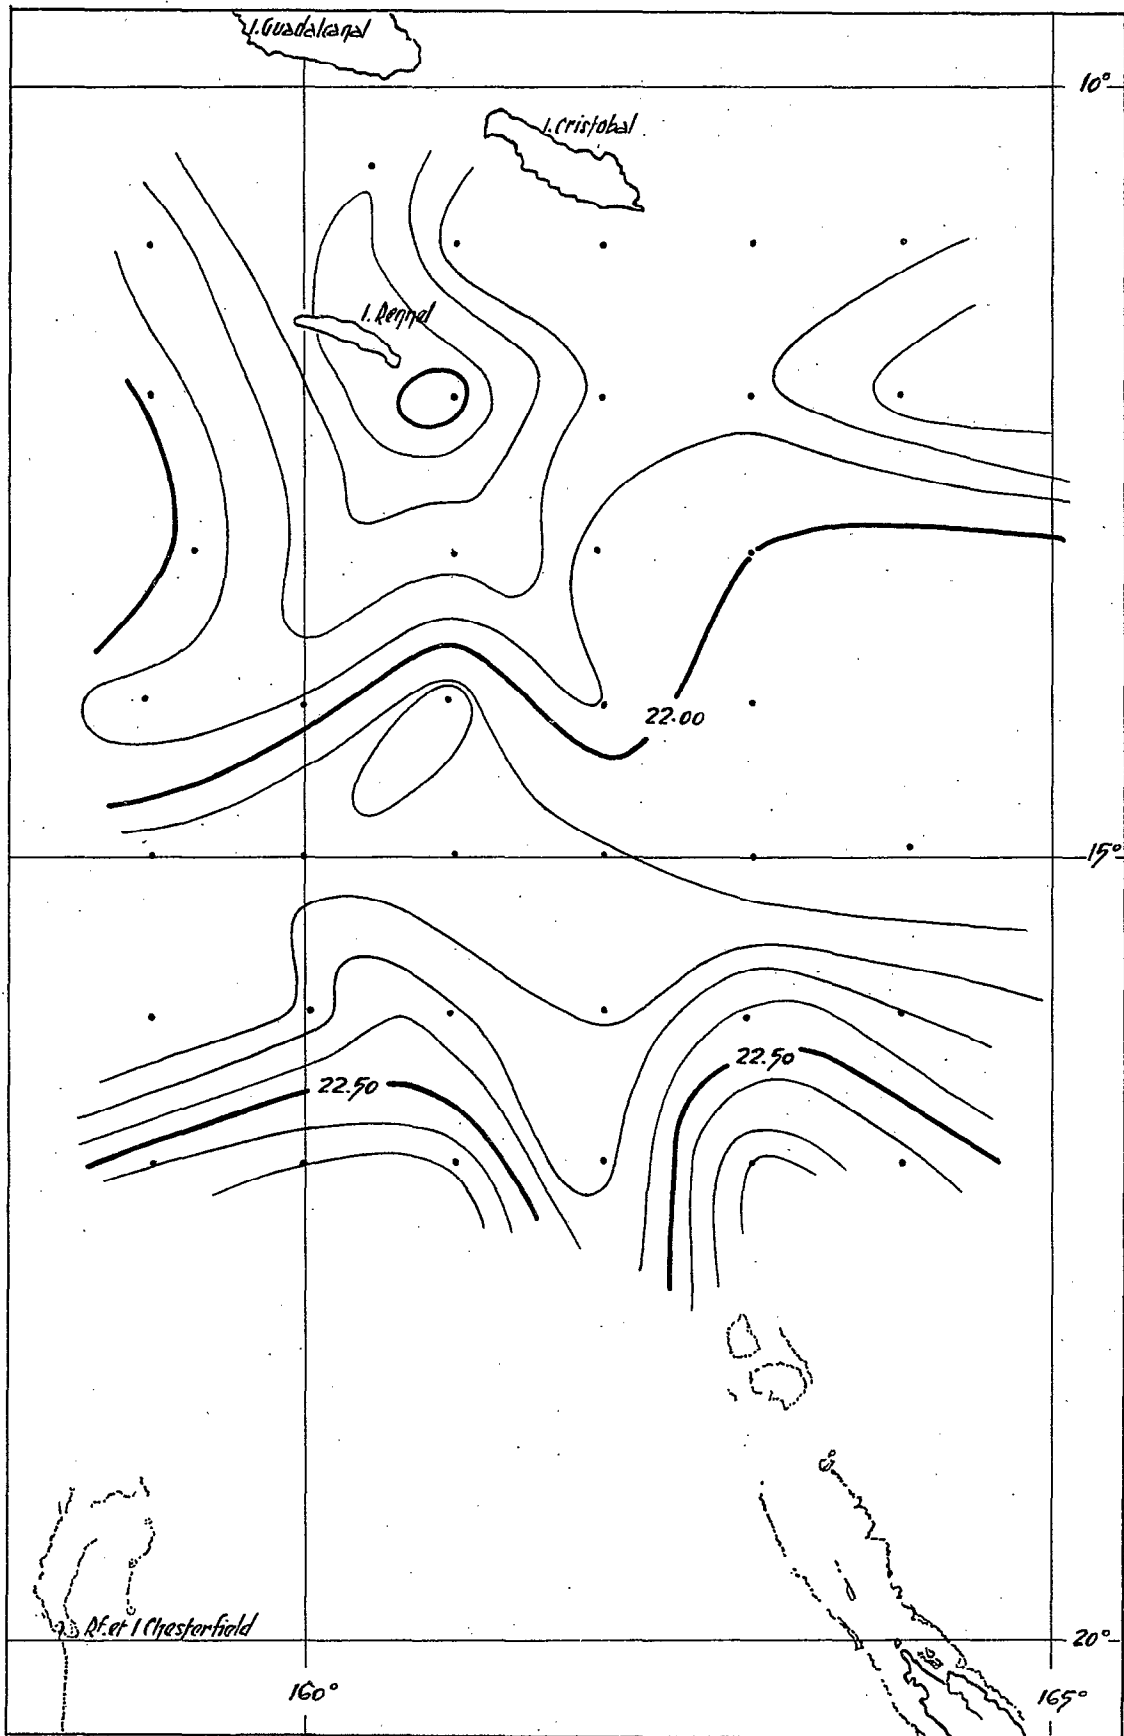 I. Guadalcanal
10°
I. Cristobal
I. Rennel
22.00
15°
22.50
22.50
Rf. et I Chesterfield
20°
160°
165°